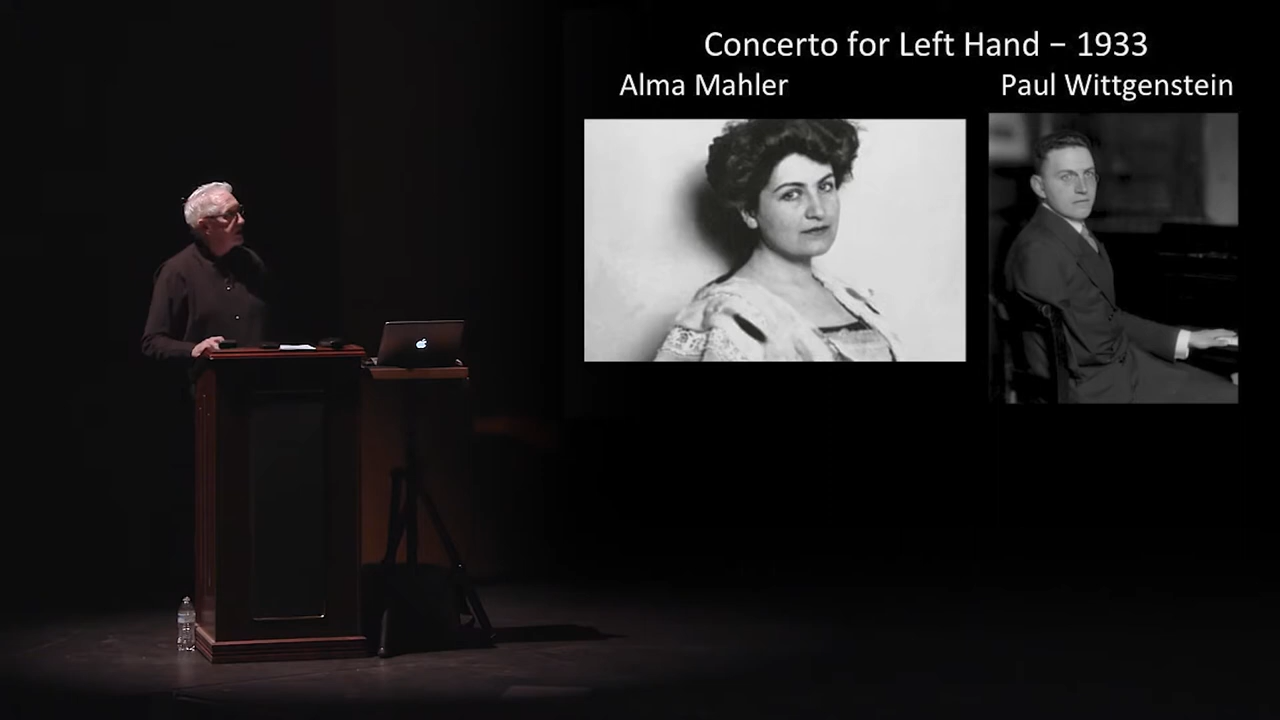 Concerto for Left Hand – 1933
Alma Mahler
Paul Wittgenstein